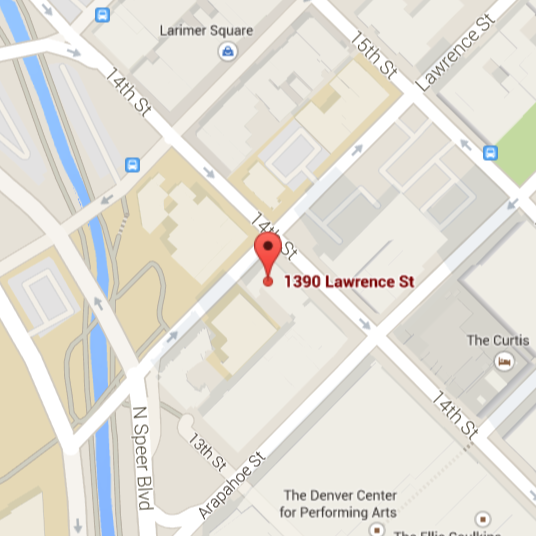 Larimer Square
15th St
Lawrence St
14th St
14th St
1390 Lawrence St
The Curtis
14th St
N Speer Blvd
13th St
Arapahoe St
The Denver Center
for Performing Arts
The Ellie Caulkins